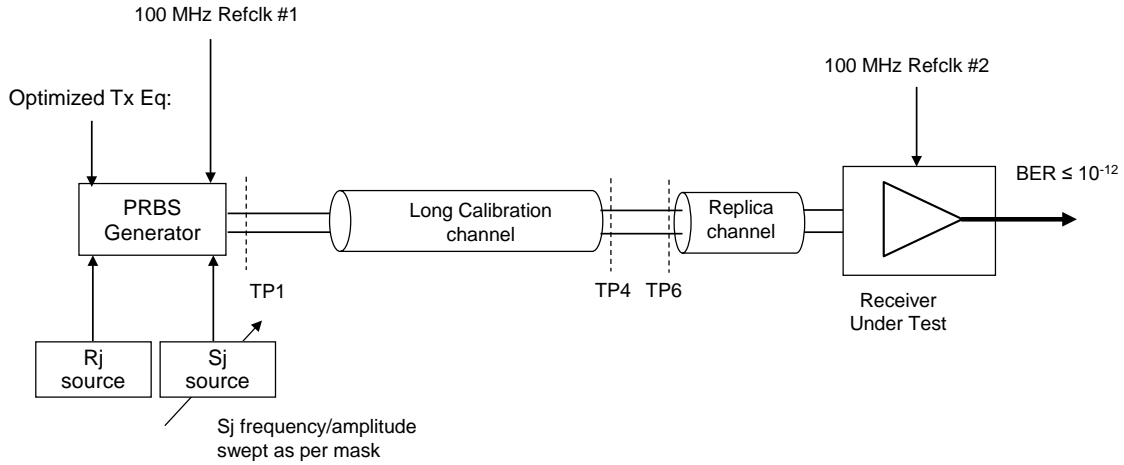 100 MHz Refclk #1
100 MHz Refclk #2
Optimized Tx Eq:
BER ≤ 10⁻¹²
PRBS
Generator
Long Calibration
channel
Replica
channel
TP1
TP4
TP6
Receiver
Under Test
Rj
source
Sj
source
Sj frequency/amplitude
swept as per mask